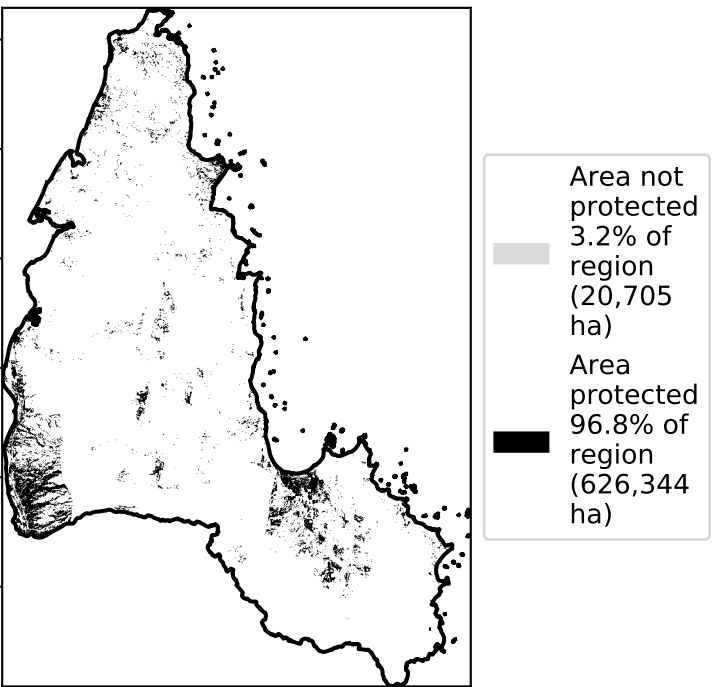 Area not
protected
3.2% of
region
(20,705
ha)
Area
protected
96.8% of
region
(626,344
ha)